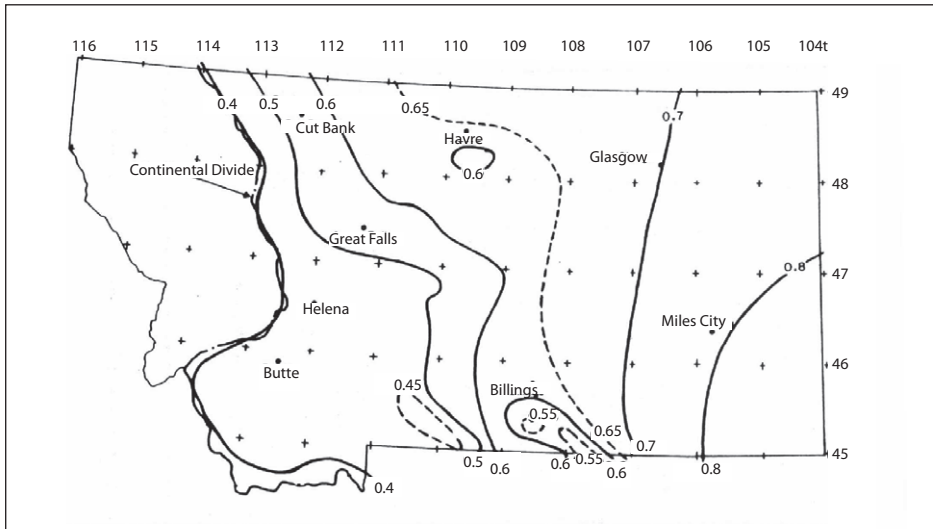 116 115 114 113 112 111 110 109 108 107 106 105 104t
49
0.4 0.5 0.6 0.65 0.7
Cut Bank
Havre
Glasgow
0.6
Continental Divide
48
Great Falls
47
0.8
Helena
Miles City
Butte
46
0.45
Billings
0.55
0.65
0.7
45
0.5 0.6 0.6 0.55 0.6 0.8
0.4